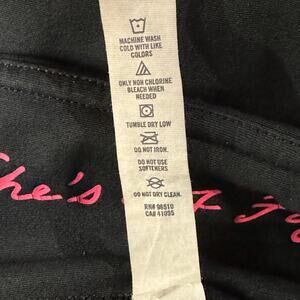 MACHINE WASH
COLD WITH LIKE
COLORS
ONLY NON CHLORINE
BLEACH WHEN
NEEDED
TUMBLE DRY LOW
DO NOT IRON.
DO NOT USE
SOFTENERS
DO NOT DRY CLEAN.
RN# 96510
CA# 41095
he's